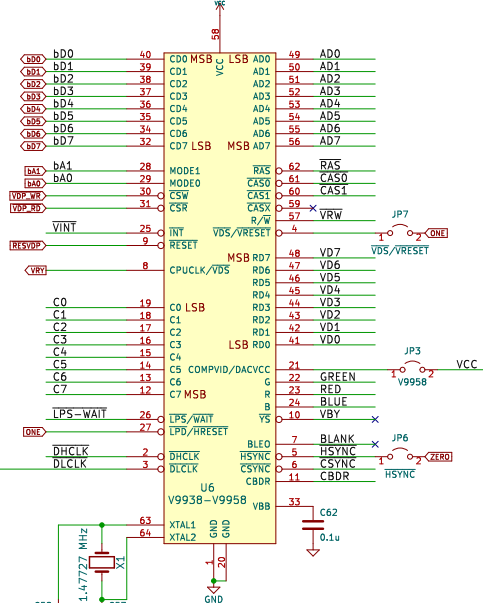 VCC
58
VCC
bD0 bD0 40 CD0 MSB LSB AD0 49 AD0
bD1 bD1 39 CD1 AD1 50 AD1
bD2 bD2 38 CD2 AD2 51 AD2
bD3 bD3 37 CD3 AD3 52 AD3
bD4 bD4 36 CD4 AD4 53 AD4
bD5 bD5 35 CD5 AD5 54 AD5
bD6 bD6 34 CD6 AD6 55 AD6
bD7 bD7 32 CD7 LSB MSB AD7 56 AD7
bA1 bA1 28 MODE1 RAS 62 RAS
bA0 bA0 29 MODE0 CAS0 61 CAS0
VDP_WR 30 CSW CAS1 60 CAS1
VDP_RD 31 CSR CASX 59
R/W 57 VRW
VINT 25 INT VDS/VRESET 4 1 JP7 2 ONE
RESVDP 9 RESET VDS/VRESET
MSB RD7 48 VD7
VRY 8 CPUCLK/VDS RD6 47 VD6
RD5 46 VD5
RD4 45 VD4
C0 19 C0 LSB RD3 44 VD3
C1 18 C1 RD2 43 VD2
C2 17 C2 RD1 42 VD1
C3 16 C3 LSB RD0 41 VD0
C4 15 C4
C5 14 C5 COMPVID/DACVCC 21 1 JP3 2 VCC
C6 13 C6 G 22 GREEN V9958
C7 12 C7 MSB R 23 RED
B 24 BLUE
LPS-WAIT 26 LPS/WAIT YS 10 VBY
ONE 27 LPD/HRESET
BLEO 7 BLANK
DHCLK 2 DHCLK HSYNC 5 HSYNC 1 JP6 2 ZERO
DLCLK 3 DLCLK CSYNC 6 CSYNC HSYNC
CBDR 11 CBDR
U6
V9938-V9958
VBB 33 C62
0.1u
63 XTAL1
64 XTAL2
1.47727 MHz
X1
GND GND
1 20
GND